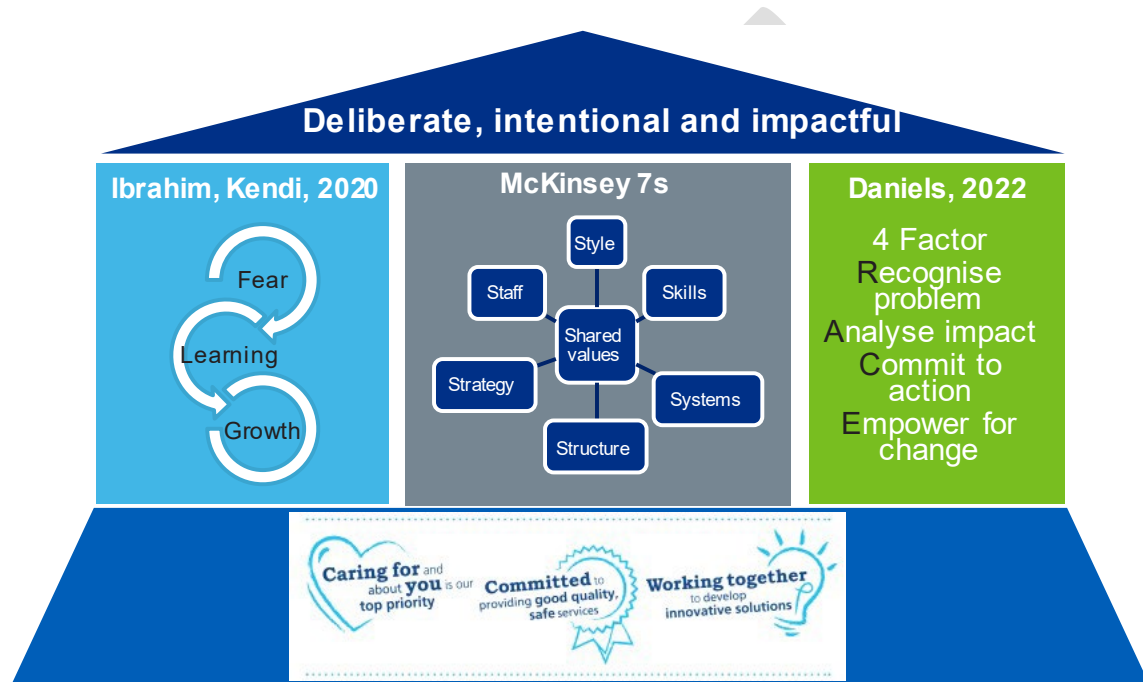 Deliberate, intentional and impactful
Ibrahim, Kendi, 2020
Fear
Learning
Growth
McKinsey 7s
Style
Staff
Skills
Shared
values
Strategy
Systems
Structure
Daniels, 2022
4 Factor
Recognise
problem
Analyse impact
Commit to
action
Empower for
change
Caring for and
about you is our
top priority
Committed to
providing good quality,
safe services
Working together
to develop
innovative solutions